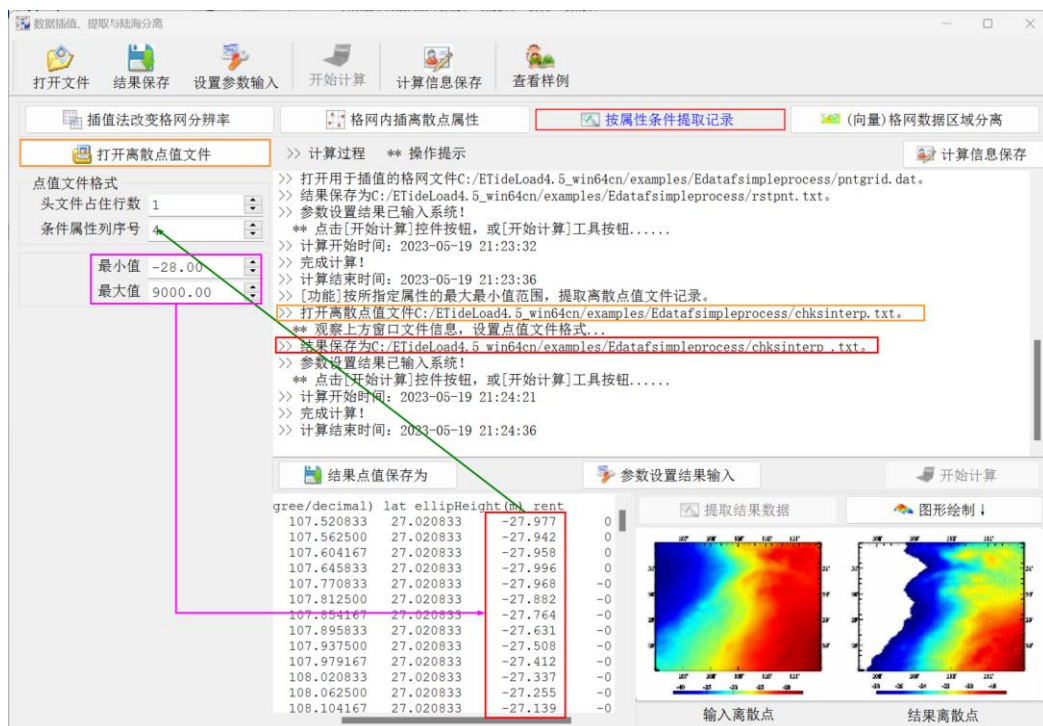 数据插值、提取与陆海分离
打开文件 结果保存 设置参数输入 开始计算 计算信息保存 查看样例
插值法改变格网分辨率 格网内插离散点属性 按属性条件提取记录 (向量)格网数据区域分离
打开离散点值文件 >> 计算过程 ** 操作提示 计算信息保存
点值文件格式
头文件占住行数 1
条件属性列序号 4
最小值 -28.00
最大值 9000.00
>> 打开用于插值的格网文件C:/ETideLoad4.5_win64cn/examples/Edatafsimpleprocess/pntgrid.dat。
>> 结果保存为C:/ETideLoad4.5_win64cn/examples/Edatafsimpleprocess/rstpnt.txt。
>> 参数设置结果已输入系统!
** 点击[开始计算]控件按钮, 或[开始计算]工具按钮......
>> 计算开始时间: 2023-05-19 21:23:32
>> 完成计算!
>> 计算结束时间: 2023-05-19 21:23:36
>> [功能]按所指定属性的最大最小值范围, 提取离散点值文件记录。
>> 打开离散点值文件C:/ETideLoad4.5_win64cn/examples/Edatafsimpleprocess/chksinterp.txt。
** 观察上方窗口文件信息, 设置点值文件格式...
>> 结果保存为C:/ETideLoad4.5_win64cn/examples/Edatafsimpleprocess/chksinterp_.txt。
>> 参数设置结果已输入系统!
** 点击[开始计算]控件按钮, 或[开始计算]工具按钮......
>> 计算开始时间: 2023-05-19 21:24:21
>> 完成计算!
>> 计算结束时间: 2023-05-19 21:24:36
结果点值保存为 参数设置结果输入 开始计算
gree/decimal) lat ellipHeight(m) rent
107.520833 27.020833 -27.977 0
107.562500 27.020833 -27.942 0
107.604167 27.020833 -27.958 0
107.645833 27.020833 -27.996 0
107.770833 27.020833 -27.968 -0
107.812500 27.020833 -27.882 -0
107.854167 27.020833 -27.764 -0
107.895833 27.020833 -27.631 -0
107.937500 27.020833 -27.508 -0
107.979167 27.020833 -27.412 -0
108.020833 27.020833 -27.337 -0
108.062500 27.020833 -27.255 -0
108.104167 27.020833 -27.139 -0
提取结果数据 图形绘制↓
输入离散点 结果离散点